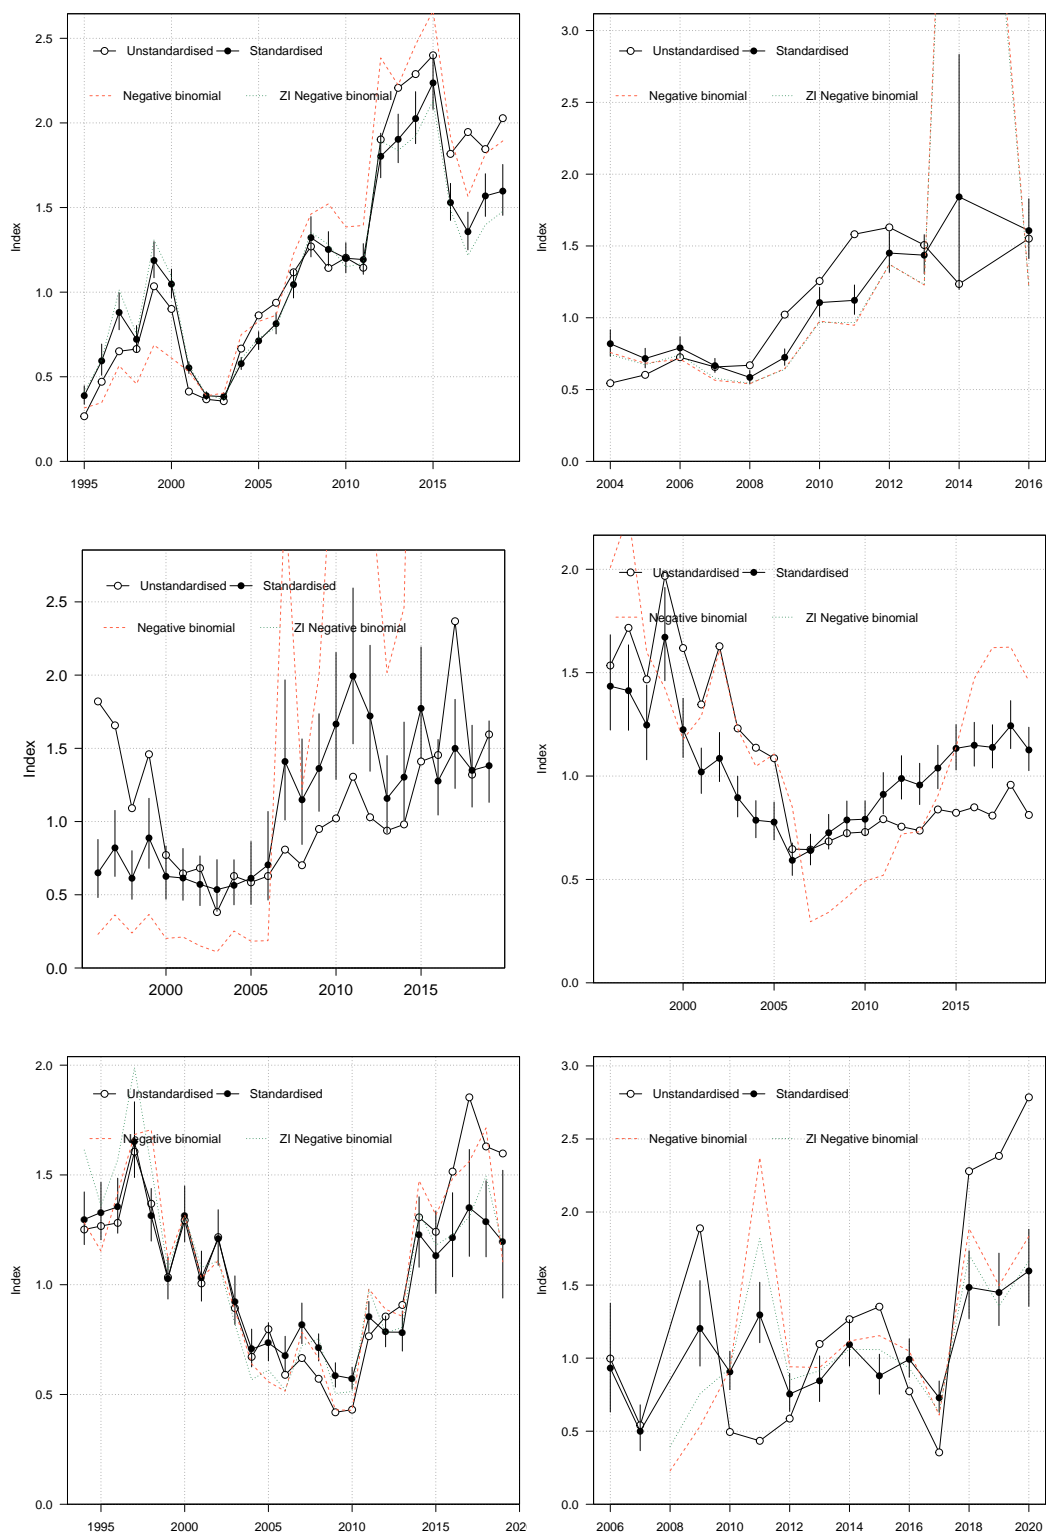 Unstandardised Standardised
Negative binomial ZI Negative binomial
Index
0.0 0.5 1.0 1.5 2.0 2.5
1995 2000 2005 2010 2015
Unstandardised Standardised
Negative binomial ZI Negative binomial
Index
0.0 0.5 1.0 1.5 2.0 2.5 3.0
2004 2006 2008 2010 2012 2014 2016
Unstandardised Standardised
Negative binomial ZI Negative binomial
Index
0.0 0.5 1.0 1.5 2.0 2.5
2000 2005 2010 2015
Unstandardised Standardised
Negative binomial ZI Negative binomial
Index
0.0 0.5 1.0 1.5 2.0
2000 2005 2010 2015
Unstandardised Standardised
Negative binomial ZI Negative binomial
Index
0.0 0.5 1.0 1.5 2.0
1995 2000 2005 2010 2015 202
Unstandardised Standardised
Negative binomial ZI Negative binomial
Index
0.0 0.5 1.0 1.5 2.0 2.5 3.0
2006 2008 2010 2012 2014 2016 2018 2020